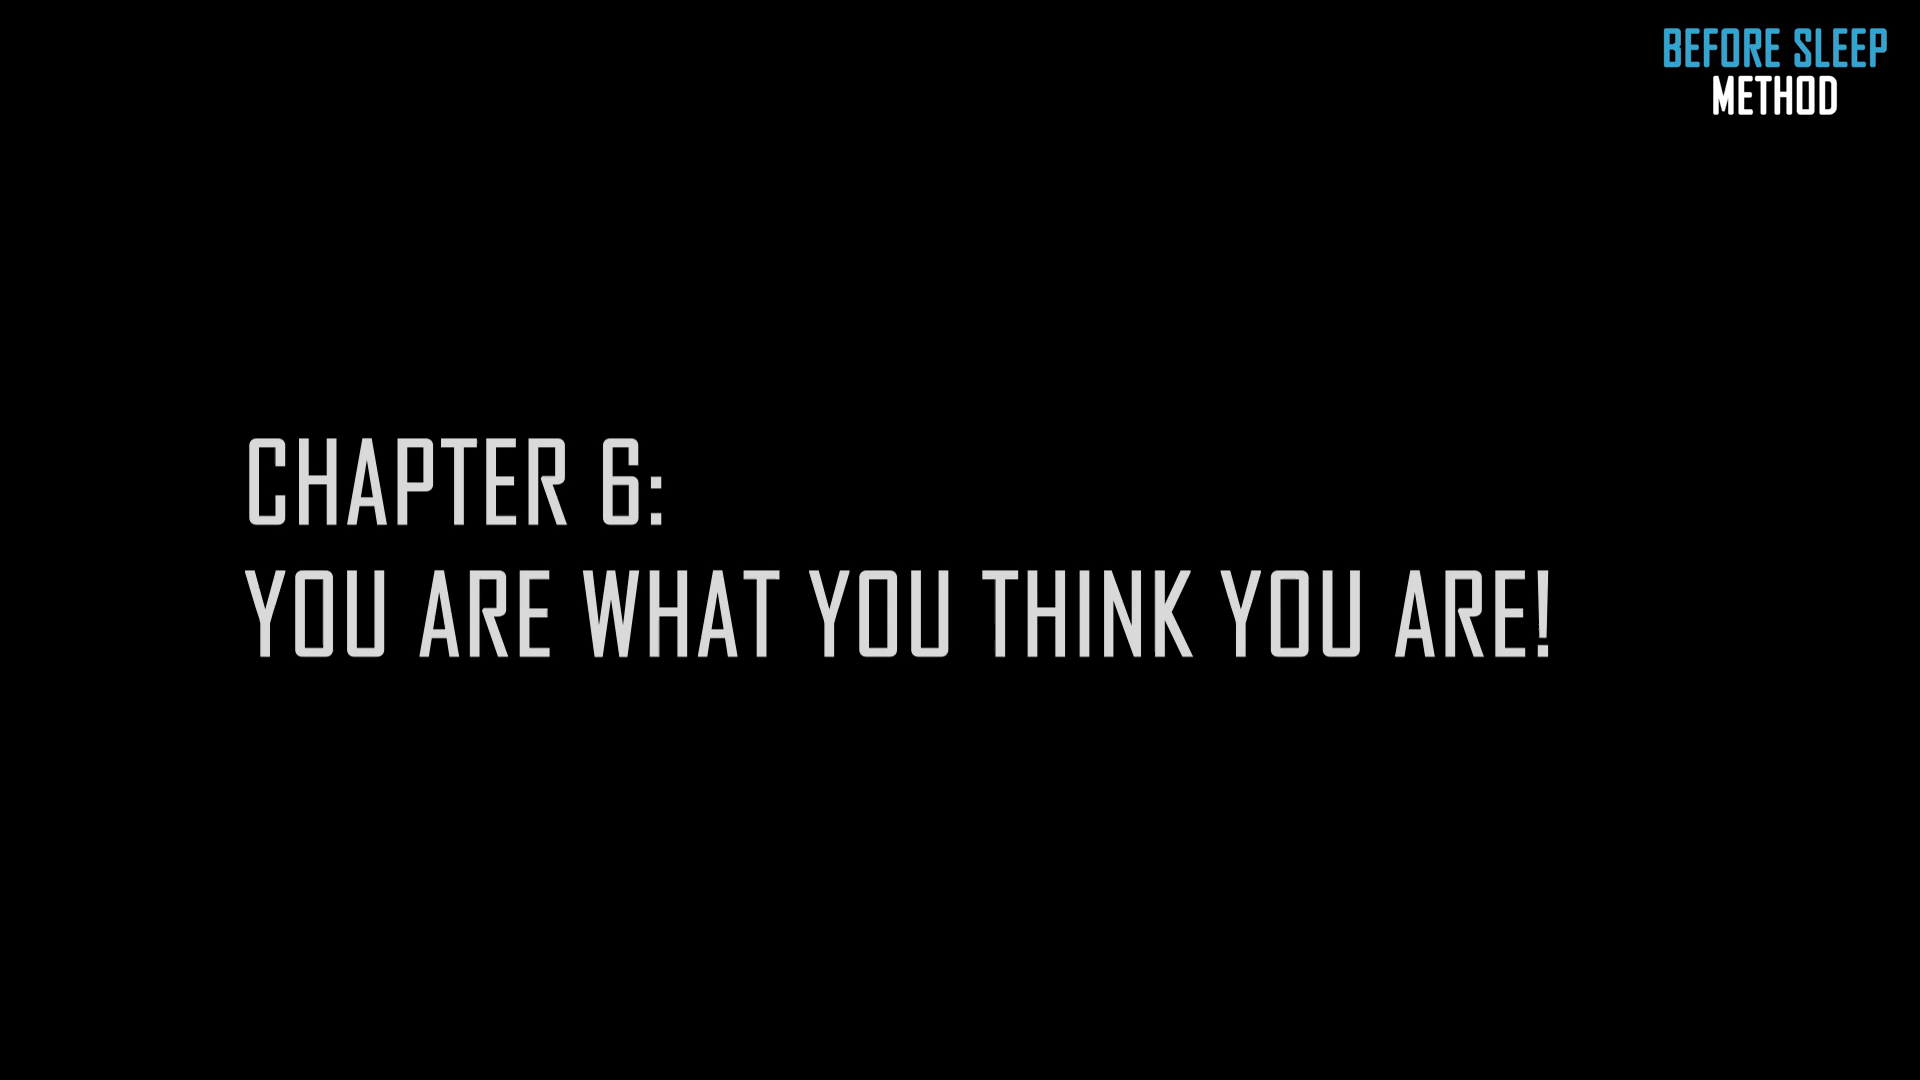 BEFORE SLEEP
METHOD
CHAPTER 6:
YOU ARE WHAT YOU THINK YOU ARE!